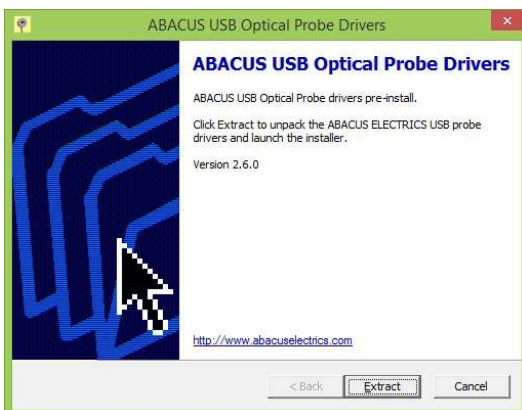 ABACUS USB Optical Probe Drivers
ABACUS USB Optical Probe Drivers
ABACUS USB Optical Probe drivers pre-install.
Click Extract to unpack the ABACUS ELECTRICS USB probe
drivers and launch the installer.
Version 2.6.0
http://www.abacuselectrics.com
< Back
Extract
Cancel